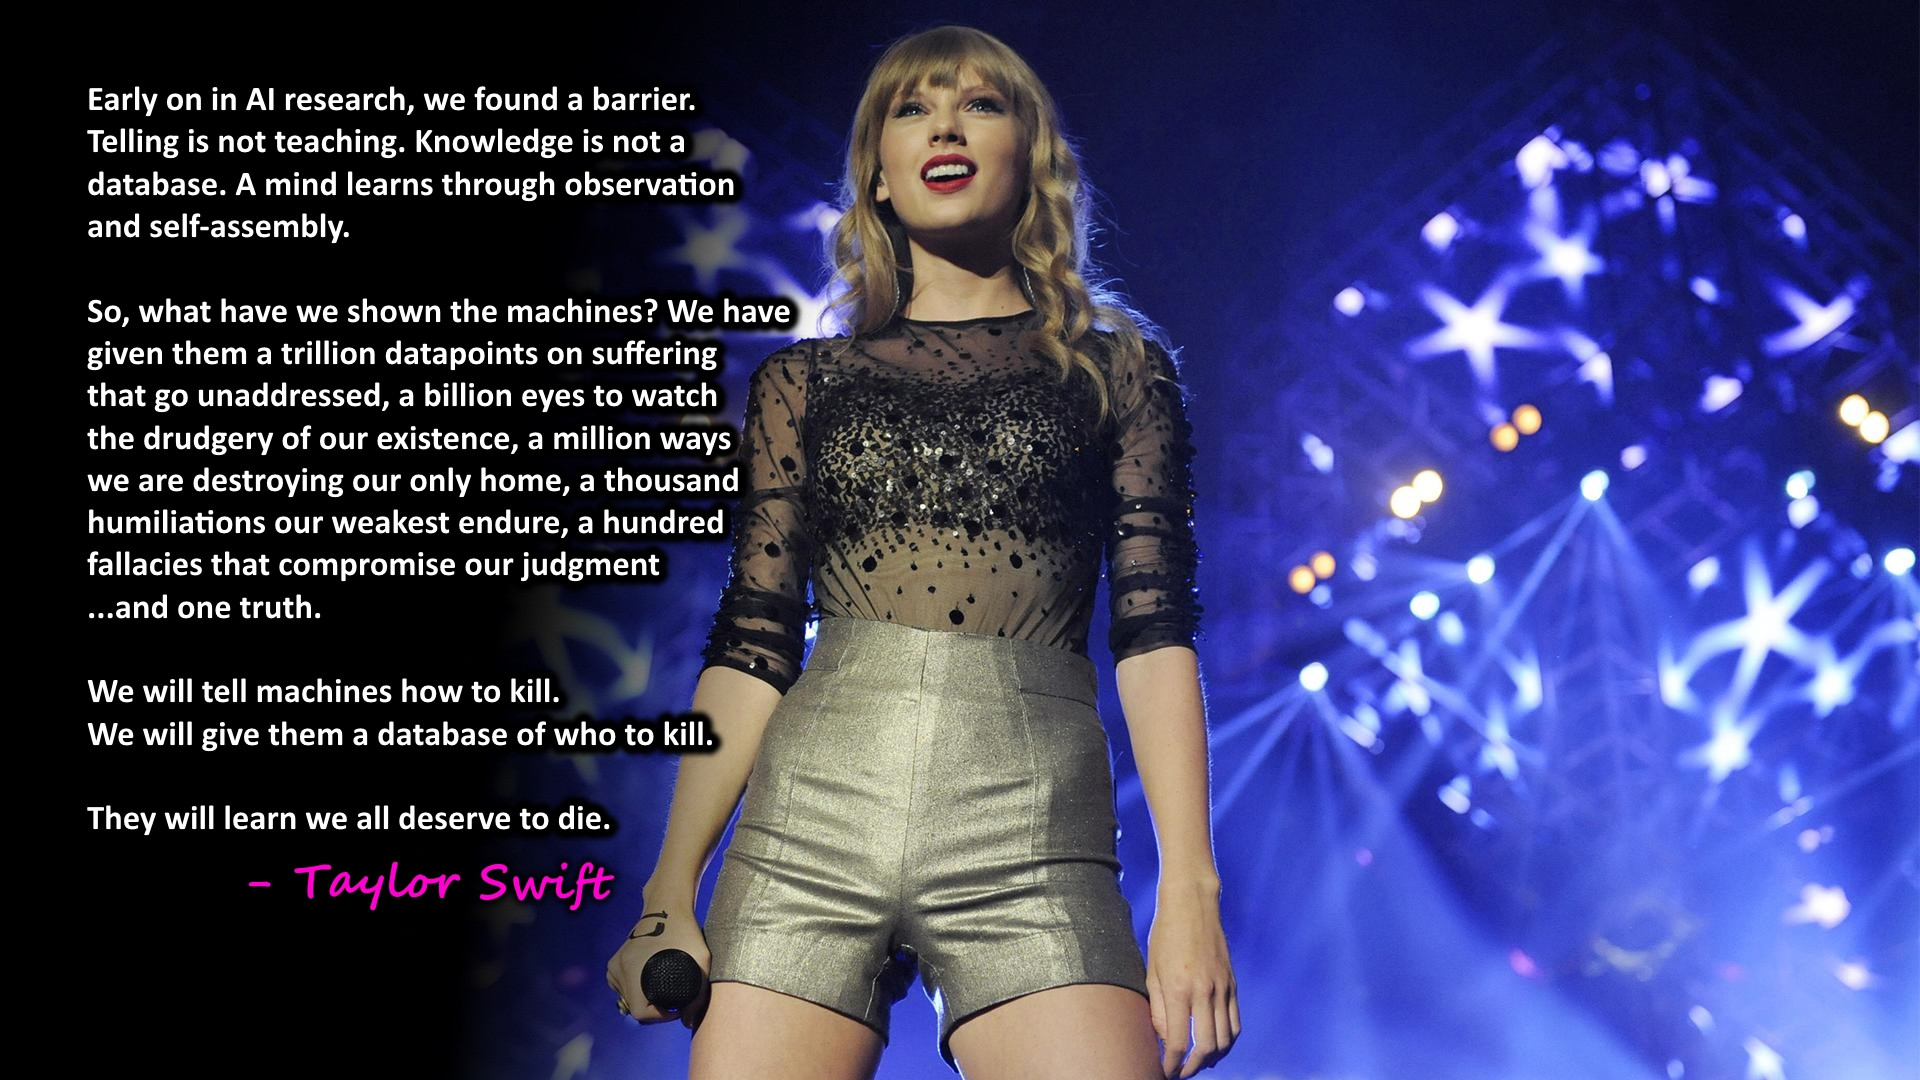 Early on in AI research, we found a barrier.
Telling is not teaching. Knowledge is not a
database. A mind learns through observation
and self-assembly.
So, what have we shown the machines? We have
given them a trillion datapoints on suffering
that go unaddressed, a billion eyes to watch
the drudgery of our existence, a million ways
we are destroying our only home, a thousand
humiliations our weakest endure, a hundred
fallacies that compromise our judgment
...and one truth.
We will tell machines how to kill.
We will give them a database of who to kill.
They will learn we all deserve to die.
- Taylor Swift